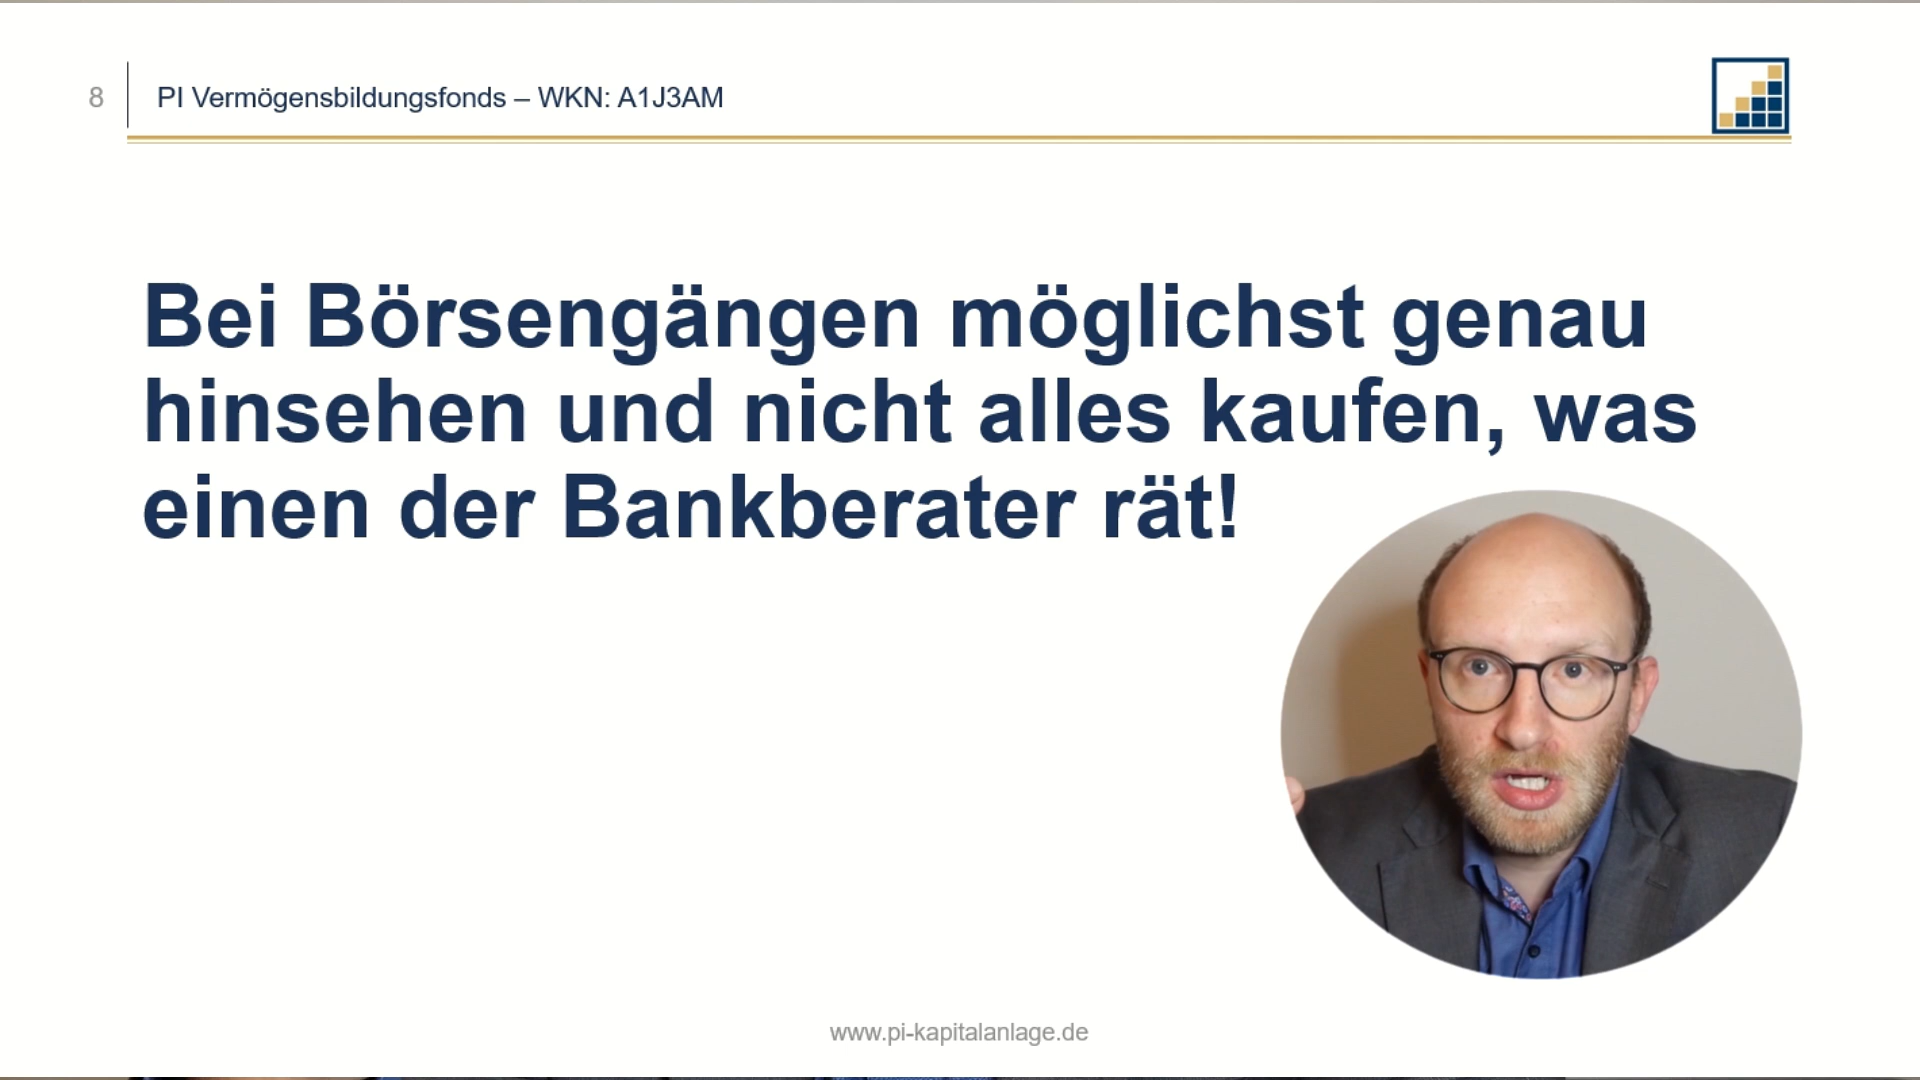 8
PI Vermögensbildungsfonds – WKN: A1J3AM
Bei Börsengängen möglichst genau
hinsehen und nicht alles kaufen, was
einen der Bankberater rät!
www.pi-kapitalanlage.de